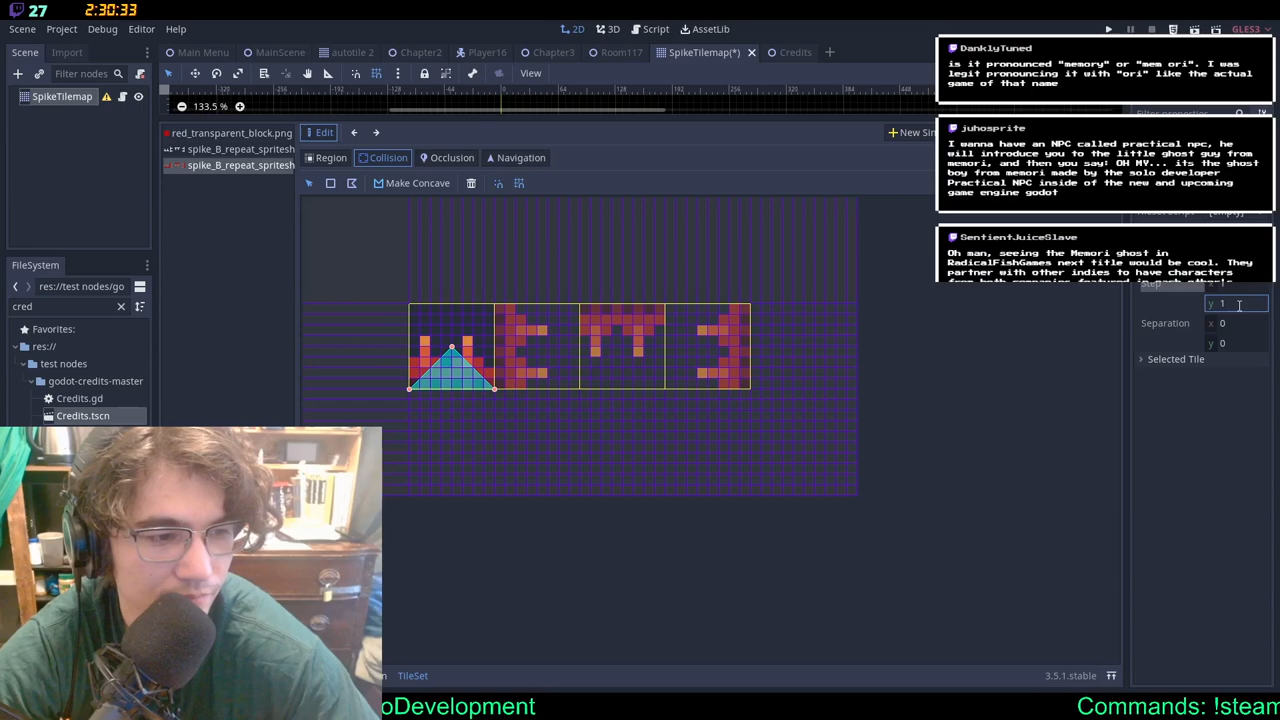 27
2:30:33
Scene Project Debug Editor Help
2D 3D Script AssetLib
GLES3
Scene Import
Main Menu MainScene autotile 2 Chapter2 Player16 Chapter3 Room117 SpikeTilemap(*) Credits
Filter nodes
View
SpikeTilemap
133.5 %
red_transparent_block.png
spike_B_repeat_spritesh
spike_B_repeat_spritesh
Edit
New Sin
Region Collision Occlusion Navigation
Make Concave
DanklyTuned
is it pronounced "memory" or "mem ori". I was
legit pronouncing it with "ori" like the actual
game of that name
juhosprite
I wanna have an NPC called practical npc, he
will introduce you to the little ghost guy from
memori, and then you say: OH MY... its the ghost
boy from memori made by the solo developer
Practical NPC inside of the new and upcoming
game engine godot
SentientJuiceSlave
Oh man, seeing the Memori ghost in
RadicalFishGames next title would be cool. They
partner with other indies to have characters
y 1
Separation x 0
y 0
Selected Tile
FileSystem
res://test nodes/go
cred
Favorites:
res://
test nodes
godot-credits-master
Credits.gd
Credits.tscn
TileSet
3.5.1.stable
oDevelopment
Commands: !steam